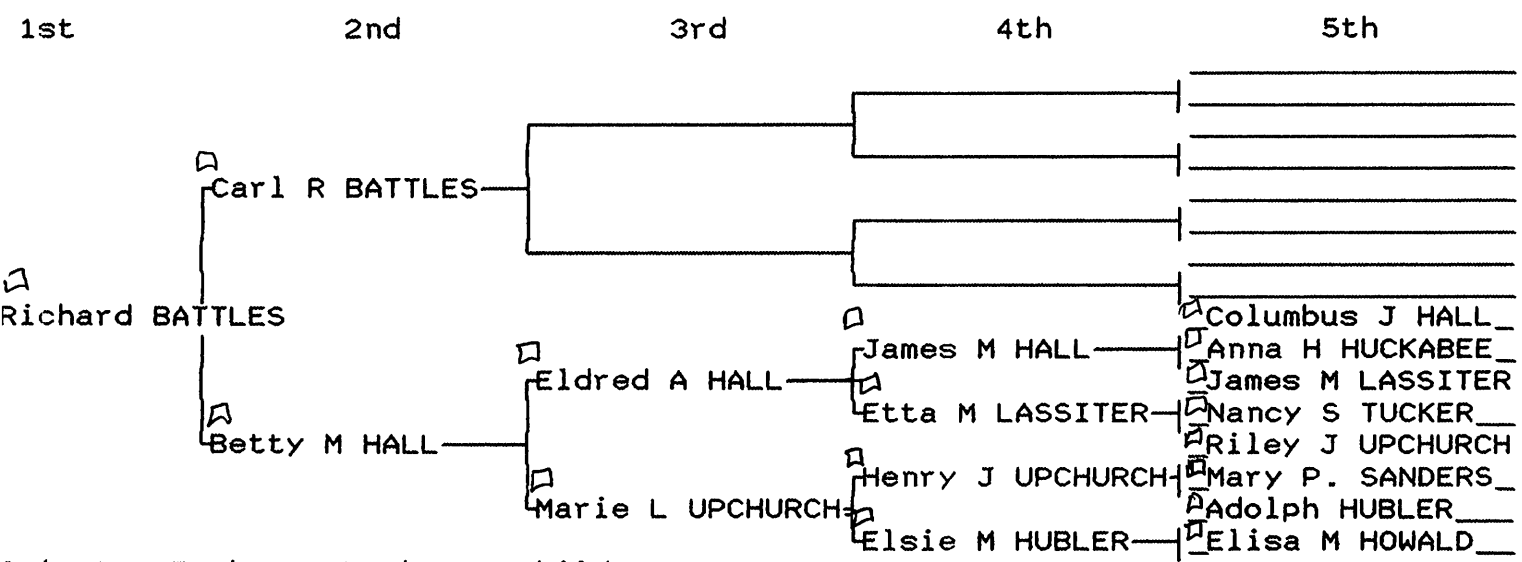 1st 2nd 3rd 4th 5th
Carl R BATTLES
Richard BATTLES
Columbus J HALL
James M HALL
Anna H HUCKABEE
Eldred A HALL
James M LASSITER
Etta M LASSITER
Nancy S TUCKER
Betty M HALL
Riley J UPCHURCH
Henry J UPCHURCH
Mary P. SANDERS
Marie L UPCHURCH
Adolph HUBLER
Elsie M HUBLER
Elisa M HOWALD